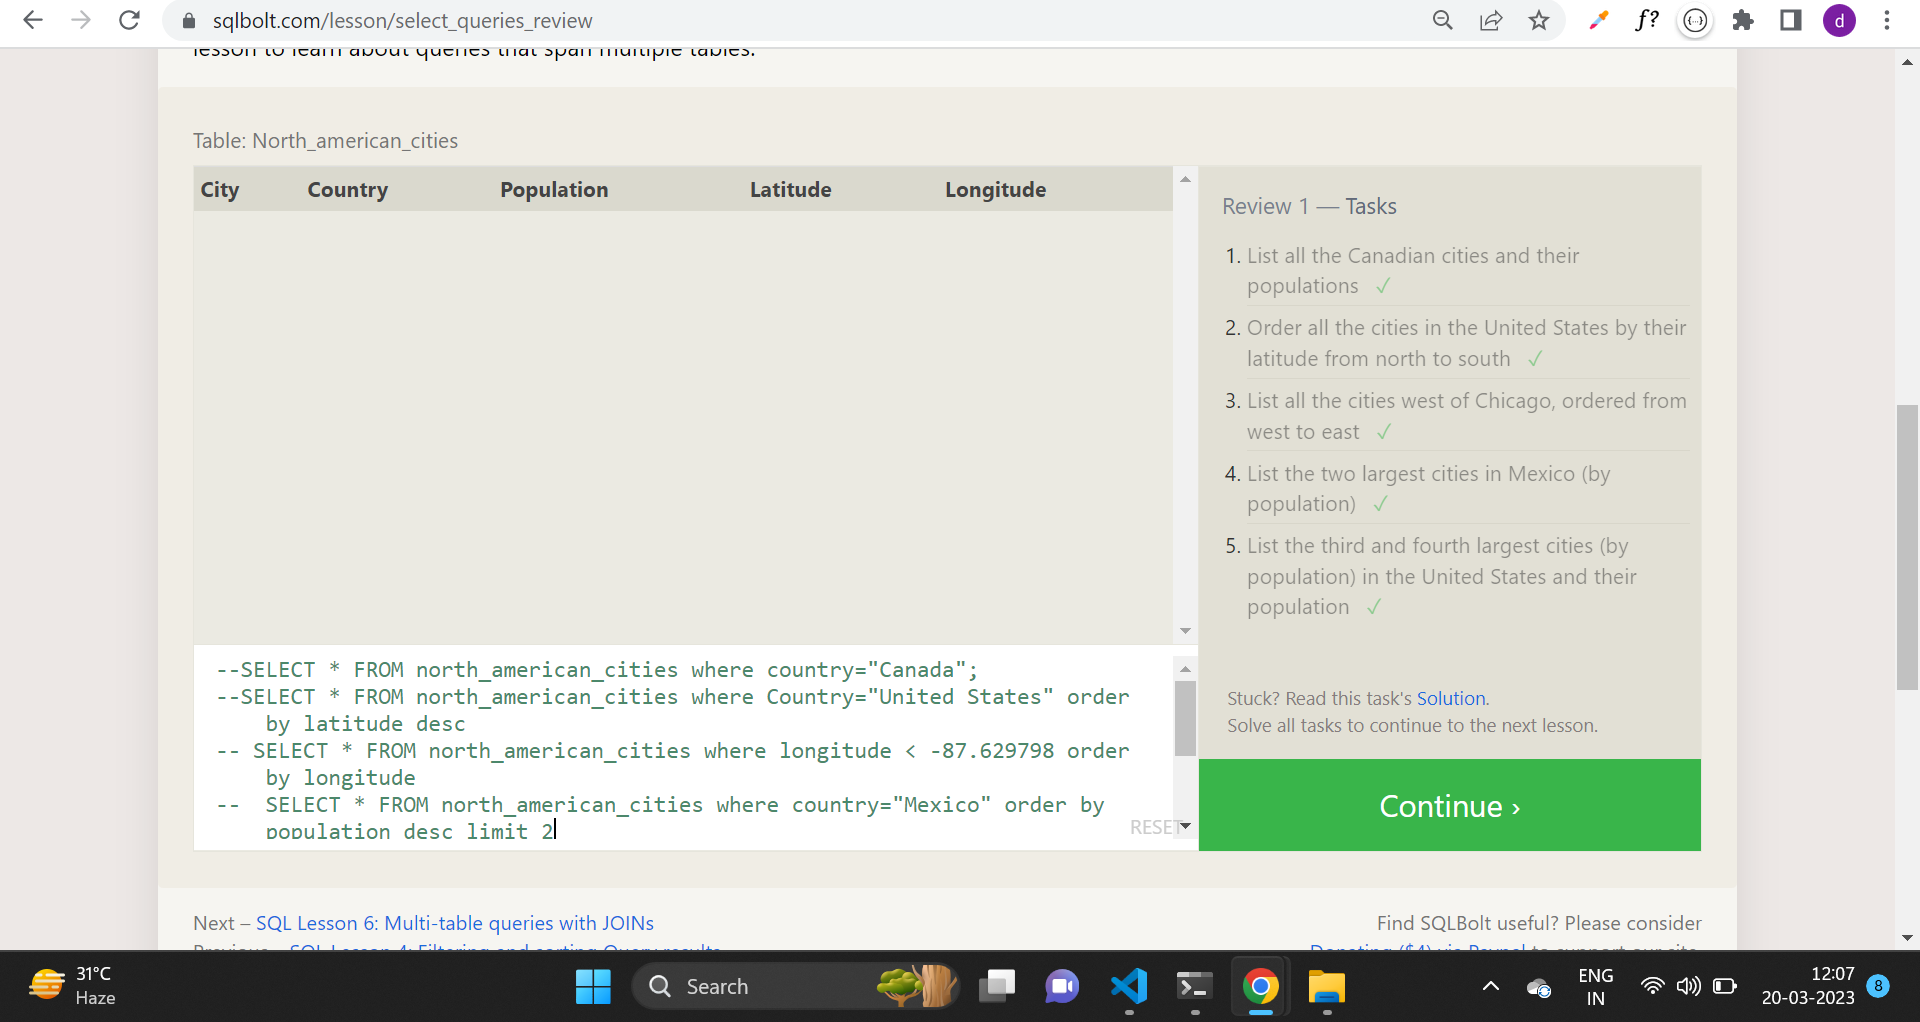 sqlbolt.com/lesson/select_queries_review
f?
{...}
d
lesson to learn about queries that span multiple tables.
Table: North_american_cities
City Country Population Latitude Longitude
Review 1 — Tasks
1. List all the Canadian cities and their
populations ✓
2. Order all the cities in the United States by their
latitude from north to south ✓
3. List all the cities west of Chicago, ordered from
west to east ✓
4. List the two largest cities in Mexico (by
population) ✓
5. List the third and fourth largest cities (by
population) in the United States and their
population ✓
--SELECT * FROM north_american_cities where country="Canada";
--SELECT * FROM north_american_cities where Country="United States" order
by latitude desc
-- SELECT * FROM north_american_cities where longitude < -87.629798 order
by longitude
--  SELECT * FROM north_american_cities where country="Mexico" order by
population desc limit 2
RESET
Stuck? Read this task's Solution.
Solve all tasks to continue to the next lesson.
Continue ›
Next – SQL Lesson 6: Multi-table queries with JOINs
Previous – SQL Lesson 4: Filtering and sorting Query results
Find SQLBolt useful? Please consider
Donating ($4) via Paypal to support our site.
31°C
Haze
Search
ENG
IN
12:07
20-03-2023
8